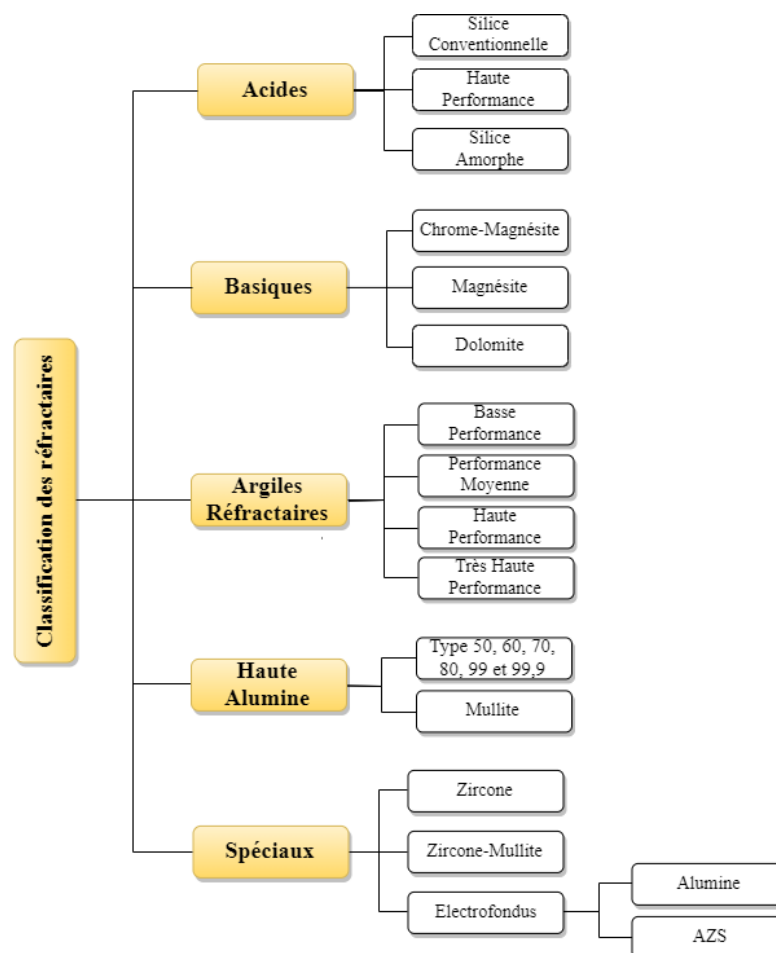 Classification des réfractaires
Acides
Silice
Conventionnelle
Haute
Performance
Silice
Amorphe
Basiques
Chrome-Magnésite
Magnésite
Dolomite
Argiles
Réfractaires
Basse
Performance
Performance
Moyenne
Haute
Performance
Très Haute
Performance
Haute
Alumine
Type 50, 60, 70,
80, 99 et 99,9
Mullite
Spéciaux
Zircone
Zircone-Mullite
Electrofondus
Alumine
AZS